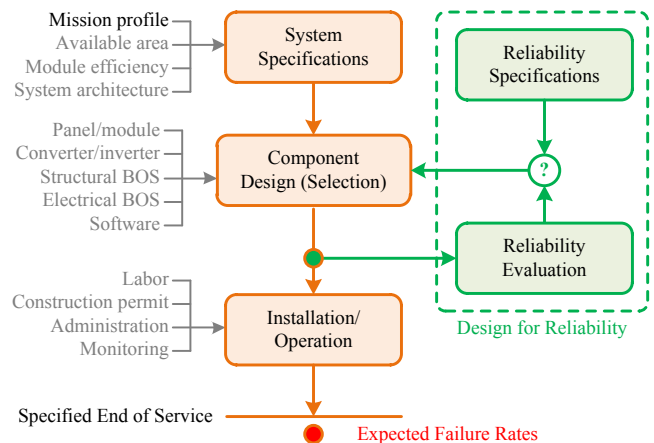 Mission profile
Available area
Module efficiency
System architecture
System
Specifications
Reliability
Specifications
Panel/module
Converter/inverter
Structural BOS
Electrical BOS
Software
Component
Design (Selection)
?
Reliability
Evaluation
Labor
Construction permit
Administration
Monitoring
Installation/
Operation
Design for Reliability
Specified End of Service
Expected Failure Rates